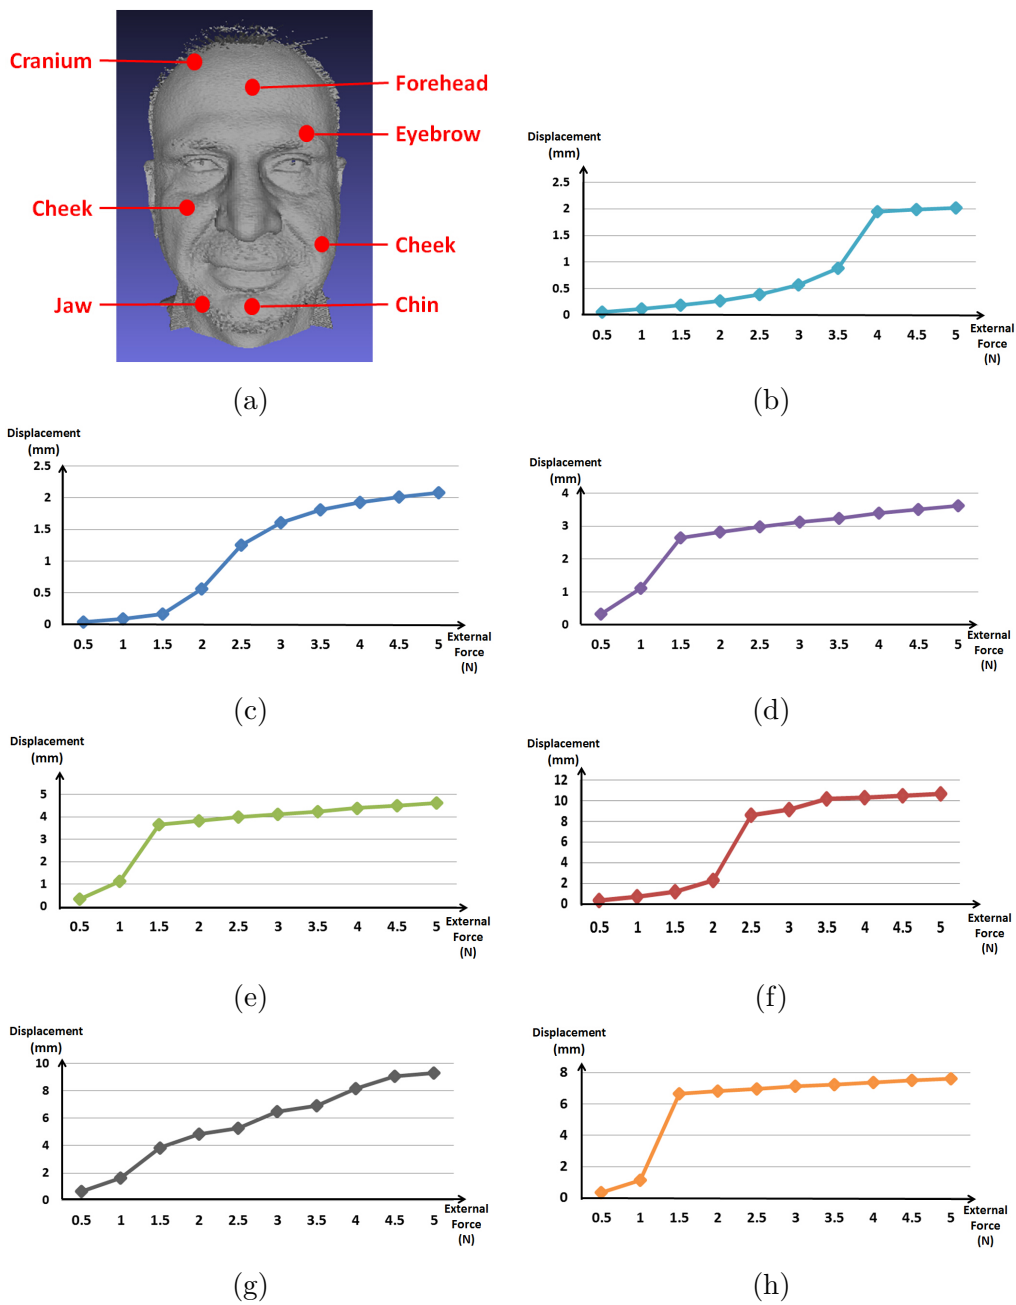 Cranium
Forehead
Eyebrow
Cheek
Cheek
Jaw
Chin
(a)
Displacement
(mm)
2.5
2
1.5
1
0.5
0
0.5 1 1.5 2 2.5 3 3.5 4 4.5 5
External
Force
(N)
(b)
Displacement
(mm)
2.5
2
1.5
1
0.5
0
0.5 1 1.5 2 2.5 3 3.5 4 4.5 5
External
Force
(N)
(c)
Displacement
(mm)
4
3
2
1
0
0.5 1 1.5 2 2.5 3 3.5 4 4.5 5
External
Force
(N)
(d)
Displacement
(mm)
5
4
3
2
1
0
0.5 1 1.5 2 2.5 3 3.5 4 4.5 5
External
Force
(N)
(e)
Displacement
(mm)
12
10
8
6
4
2
0
0.5 1 1.5 2 2.5 3 3.5 4 4.5 5
External
Force
(N)
(f)
Displacement
(mm)
10
8
6
4
2
0
0.5 1 1.5 2 2.5 3 3.5 4 4.5 5
External
Force
(N)
(g)
Displacement
(mm)
8
6
4
2
0
0.5 1 1.5 2 2.5 3 3.5 4 4.5 5
External
Force
(N)
(h)